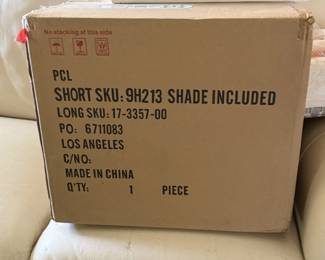 No stacking at this side
PCL
SHORT SKU: 9H213 SHADE INCLUDED
LONG SKU: 17-3357-00
PO: 6711083
LOS ANGELES
C/NO:
MADE IN CHINA
Q'TY: 1 PIECE